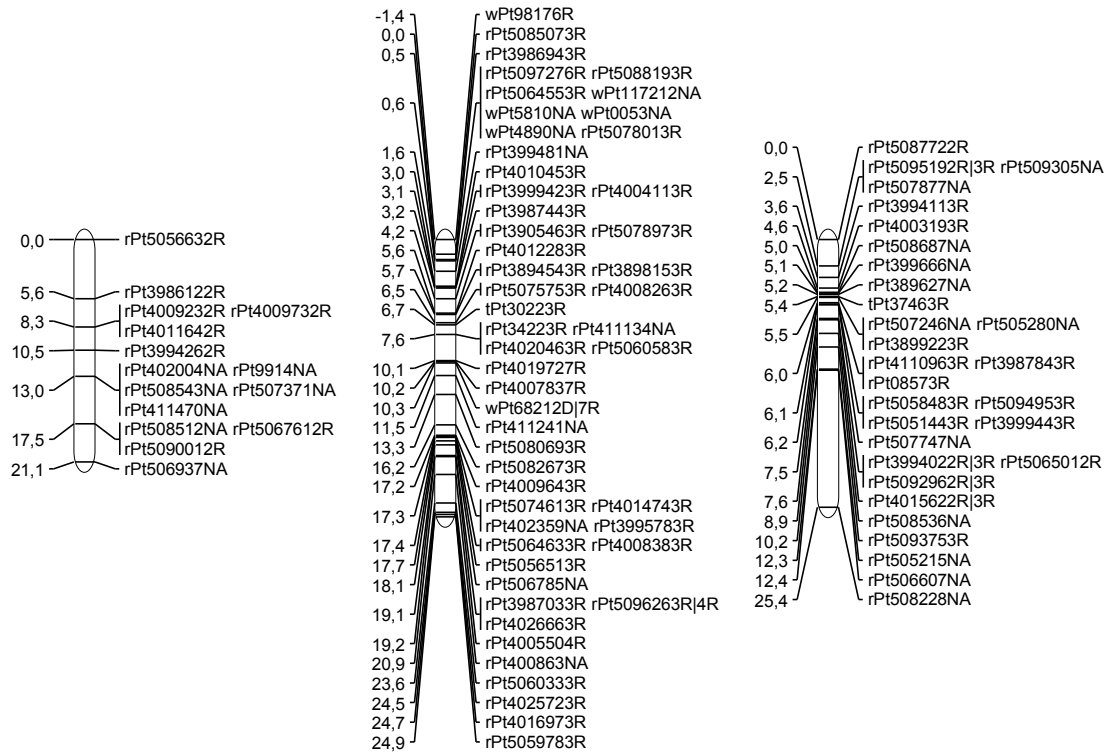 0,0 rPt5056632R
5,6 rPt3986122R
8,3 rPt4009232R rPt4009732R
rPt4011642R
10,5 rPt3994262R
13,0 rPt402004NA rPt9914NA
rPt508543NA rPt507371NA
rPt411470NA
17,5 rPt508512NA rPt5067612R
rPt5090012R
21,1 rPt506937NA
-1,4 wPt98176R
0,0 rPt5085073R
0,5 rPt3986943R
rPt5097276R rPt5088193R
0,6 rPt5064553R wPt117212NA
wPt5810NA wPt0053NA
wPt4890NA rPt5078013R
1,6 rPt399481NA
3,0 rPt4010453R
3,1 rPt3999423R rPt4004113R
3,2 rPt3987443R
4,2 rPt3905463R rPt5078973R
5,6 rPt4012283R
5,7 rPt3894543R rPt3898153R
6,5 rPt5075753R rPt4008263R
6,7 tPt30223R
7,6 rPt34223R rPt411134NA
rPt4020463R rPt5060583R
10,1 rPt4019727R
10,2 rPt4007837R
10,3 wPt68212D|7R
11,5 rPt411241NA
13,3 rPt5080693R
16,2 rPt5082673R
17,2 rPt4009643R
17,3 rPt5074613R rPt4014743R
rPt402359NA rPt3995783R
17,4 rPt5064633R rPt4008383R
17,7 rPt5056513R
18,1 rPt506785NA
19,1 rPt3987033R rPt5096263R|4R
rPt4026663R
19,2 rPt4005504R
20,9 rPt400863NA
23,6 rPt5060333R
24,5 rPt4025723R
24,7 rPt4016973R
24,9 rPt5059783R
0,0 rPt5087722R
2,5 rPt5095192R|3R rPt509305NA
rPt507877NA
3,6 rPt3994113R
4,6 rPt4003193R
5,0 rPt508687NA
5,1 rPt399666NA
5,2 rPt389627NA
5,4 tPt37463R
5,5 rPt507246NA rPt505280NA
rPt3899223R
6,0 rPt4110963R rPt3987843R
rPt08573R
6,1 rPt5058483R rPt5094953R
rPt5051443R rPt3999443R
6,2 rPt507747NA
7,5 rPt3994022R|3R rPt5065012R
rPt5092962R|3R
7,6 rPt4015622R|3R
8,9 rPt508536NA
10,2 rPt5093753R
12,3 rPt505215NA
12,4 rPt506607NA
25,4 rPt508228NA